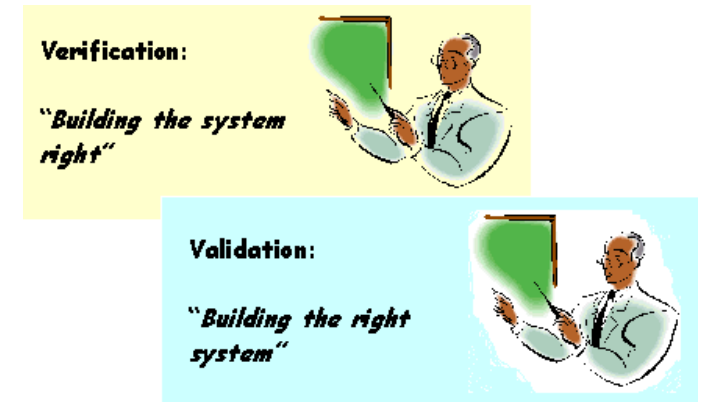 Verification:
“Building the system
right”
Validation:
“Building the right
system”